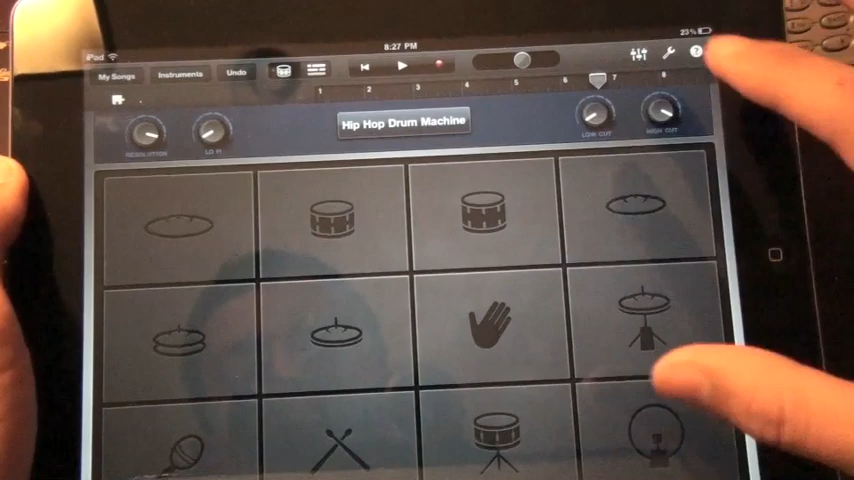 iPad 8:27 PM 23%
My Songs Instruments Undo ?
1 2 3 4 5 6 7 8
Hip Hop Drum Machine
RESOLUTION LO FI LOW CUT HIGH CUT